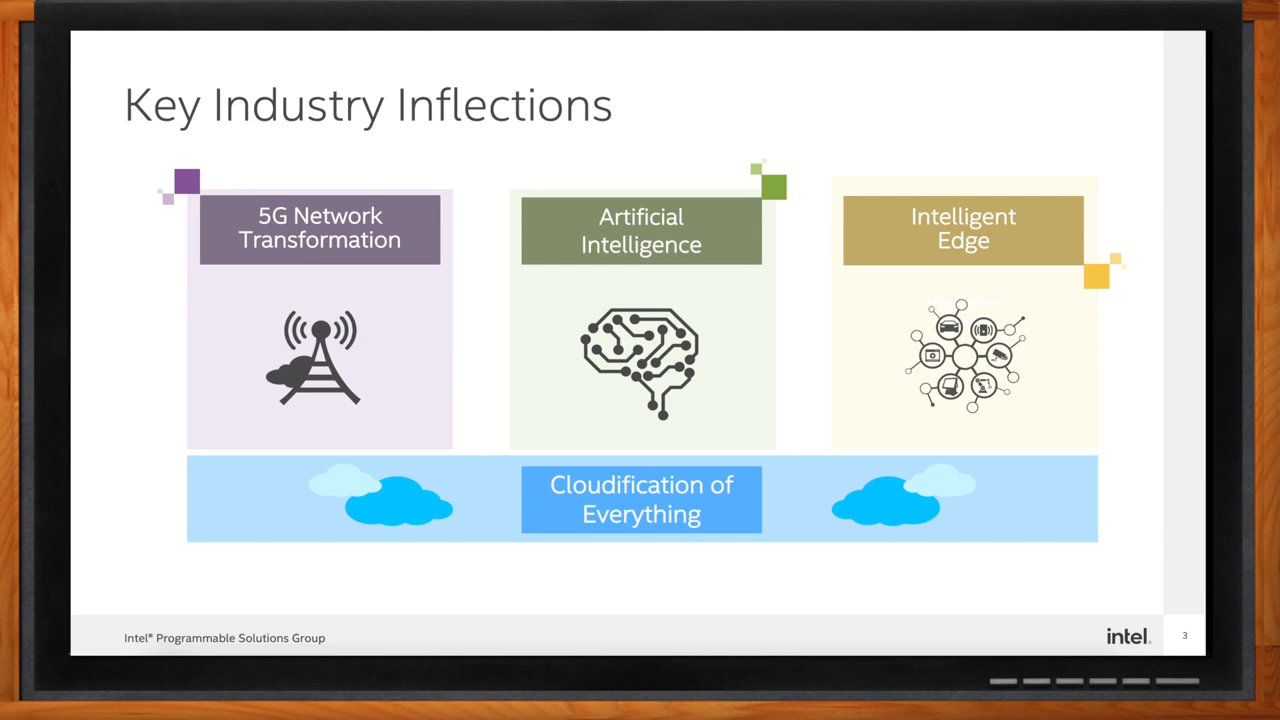 Key Industry Inflections
5G Network
Transformation
Artificial
Intelligence
Intelligent
Edge
Cloudification of
Everything
Intel® Programmable Solutions Group
intel.
3